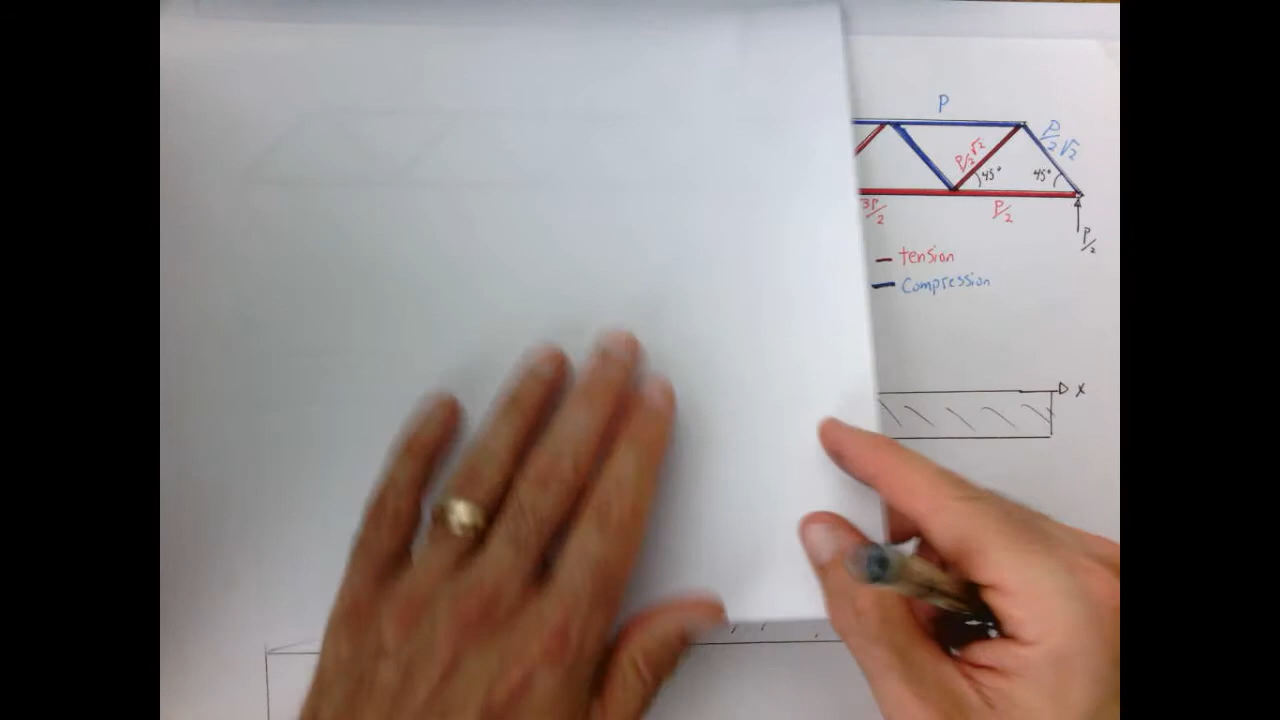 P
P/2 √2
P/2 √2
45°
45°
3P/2
P/2
P/2
tension
Compression
x